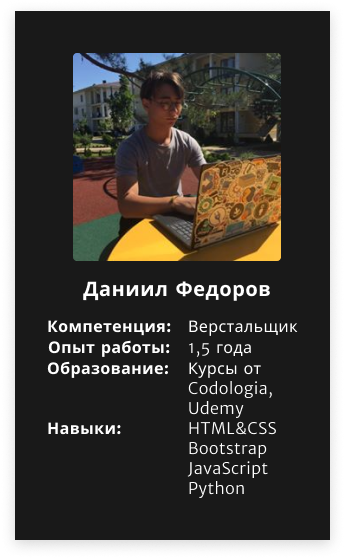 Даниил Федоров
Компетенция: Верстальщик
Опыт работы: 1,5 года
Образование: Курсы от
Codologia,
Udemy
Навыки: HTML&CSS
Bootstrap
JavaScript
Python